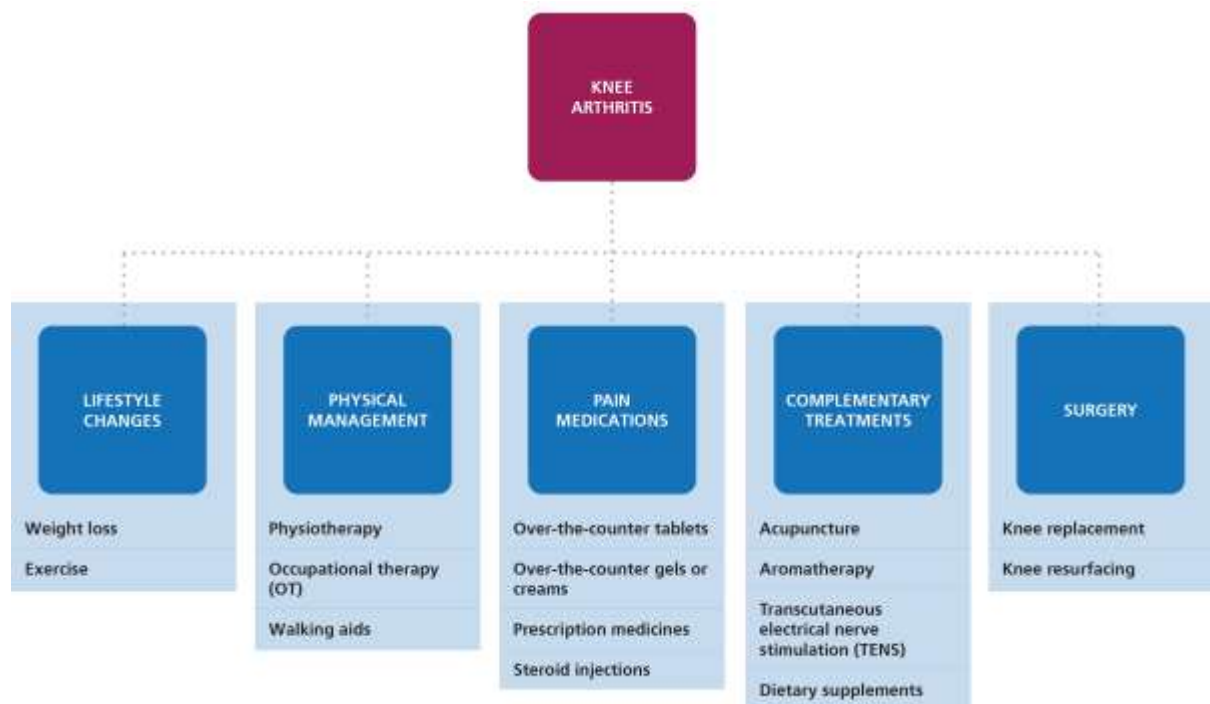 KNEE
ARTHRITIS
LIFESTYLE
CHANGES
Weight loss
Exercise
PHYSICAL
MANAGEMENT
Physiotherapy
Occupational therapy
(OT)
Walking aids
PAIN
MEDICATIONS
Over-the-counter tablets
Over-the-counter gels or
creams
Prescription medicines
Steroid injections
COMPLEMENTARY
TREATMENTS
Acupuncture
Aromatherapy
Transcutaneous
electrical nerve
stimulation (TENS)
Dietary supplements
SURGERY
Knee replacement
Knee resurfacing